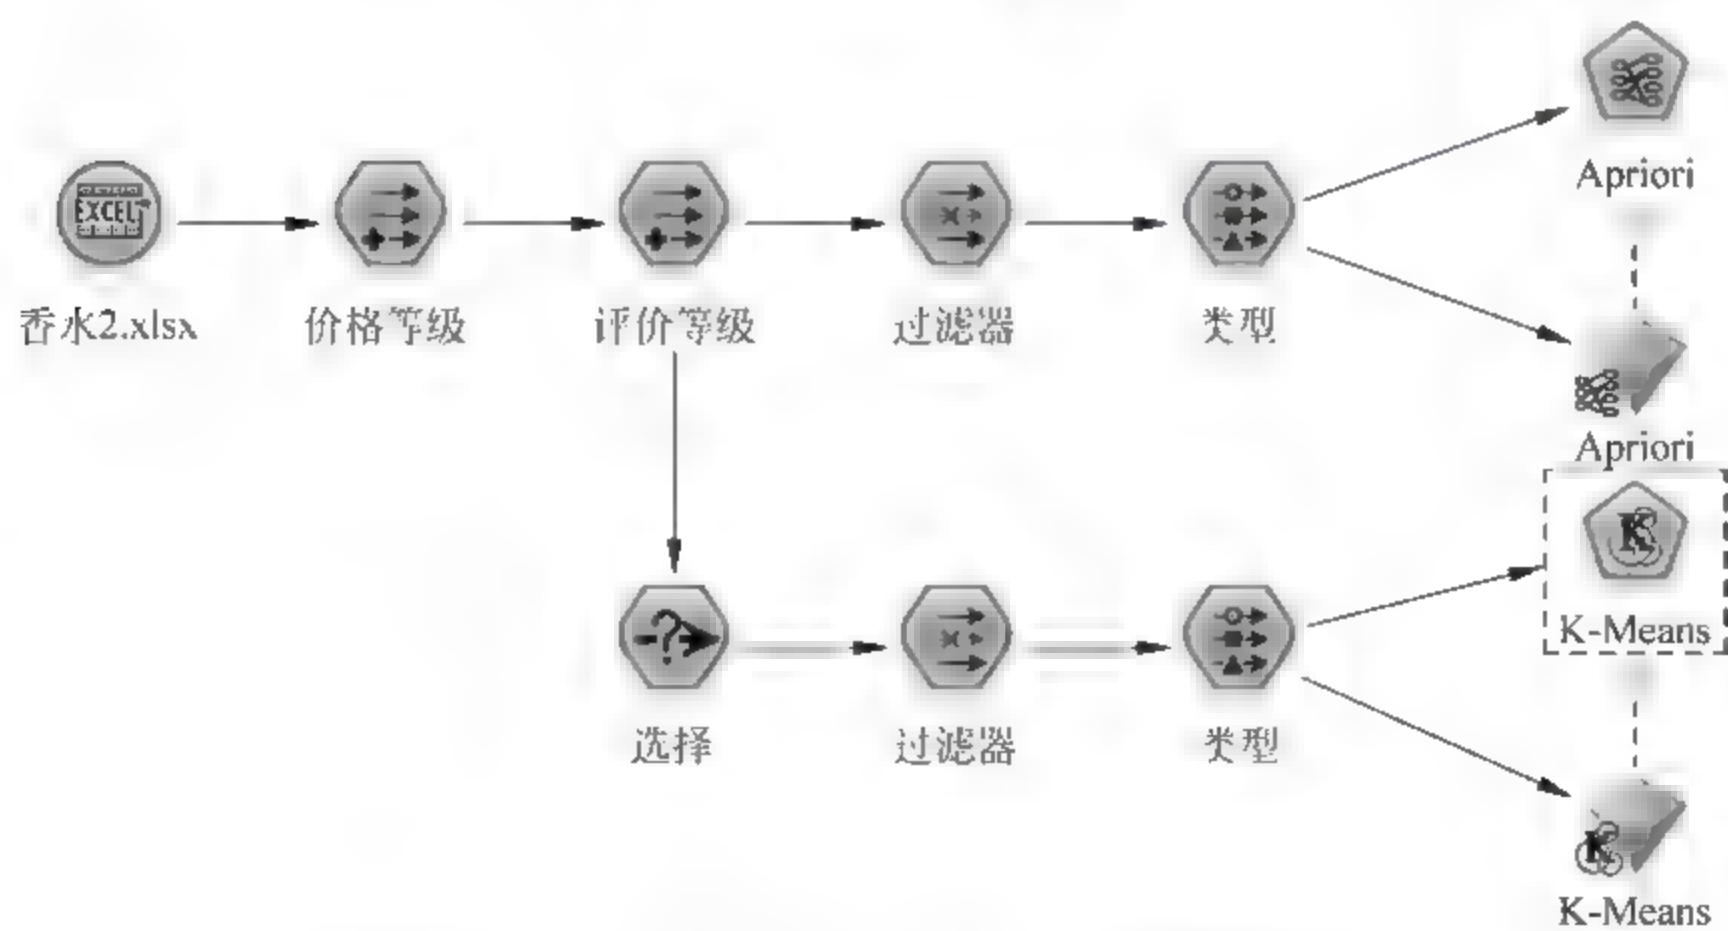 EXCEL
Apriori
香水2.xlsx
价格等级
评价等级
过滤器
类型
Apriori
K
K-Means
选择
过滤器
类型
K
K-Means